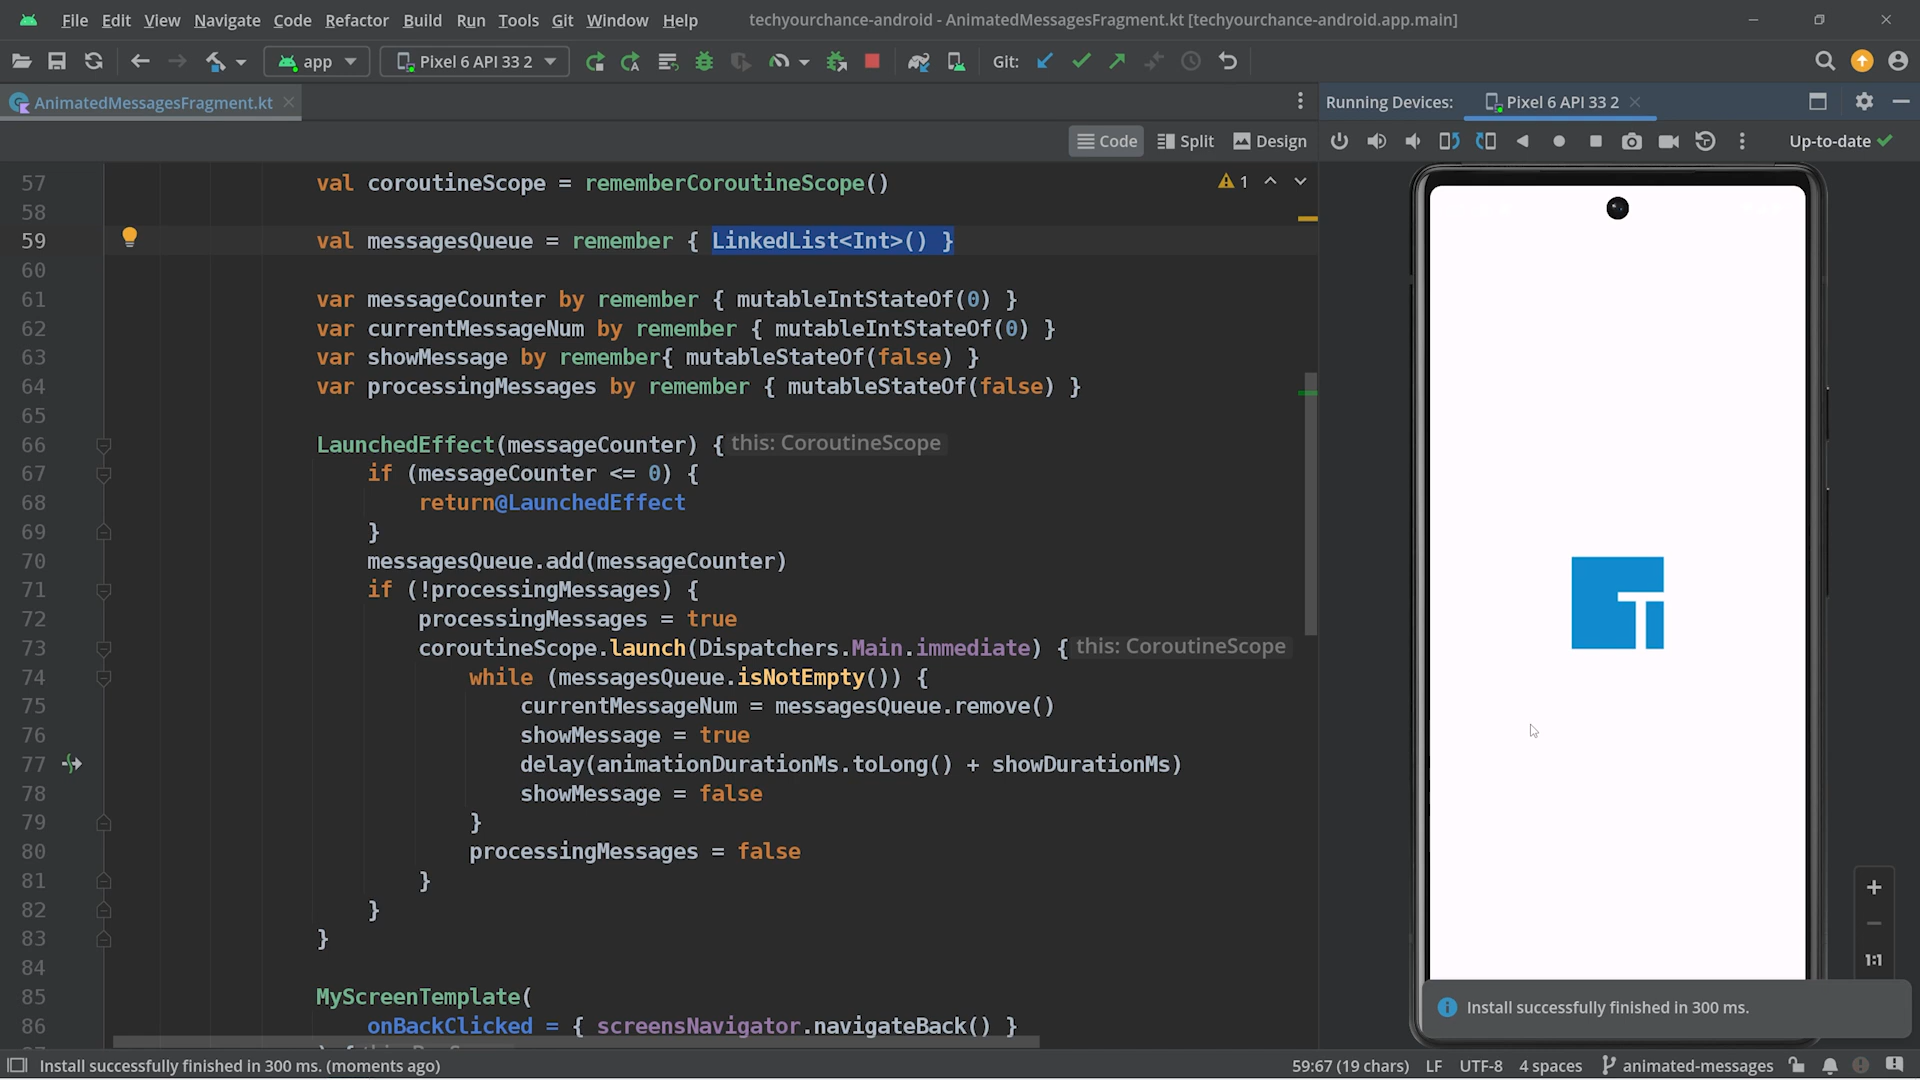 File Edit View Navigate Code Refactor Build Run Tools Git Window Help techyourchance-android - AnimatedMessagesFragment.kt [techyourchance-android.app.main]
app Pixel 6 API 33 2 Git:
AnimatedMessagesFragment.kt Running Devices: Pixel 6 API 33 2
Code Split Design Up-to-date
57 val coroutineScope = rememberCoroutineScope() 1
58
59 val messagesQueue = remember { LinkedList<Int>() }
60
61 var messageCounter by remember { mutableIntStateOf(0) }
62 var currentMessageNum by remember { mutableIntStateOf(0) }
63 var showMessage by remember{ mutableStateOf(false) }
64 var processingMessages by remember { mutableStateOf(false) }
65
66 LaunchedEffect(messageCounter) { this: CoroutineScope
67 if (messageCounter <= 0) {
68 return@LaunchedEffect
69 }
70 messagesQueue.add(messageCounter)
71 if (!processingMessages) {
72 processingMessages = true
73 coroutineScope.launch(Dispatchers.Main.immediate) { this: CoroutineScope
74 while (messagesQueue.isNotEmpty()) {
75 currentMessageNum = messagesQueue.remove()
76 showMessage = true
77 delay(animationDurationMs.toLong() + showDurationMs)
78 showMessage = false
79 }
80 processingMessages = false
81 }
82 }
83 }
84
85 MyScreenTemplate(
86 onBackClicked = { screensNavigator.navigateBack() }
1:1
Install successfully finished in 300 ms.
Install successfully finished in 300 ms. (moments ago) 59:67 (19 chars) LF UTF-8 4 spaces animated-messages